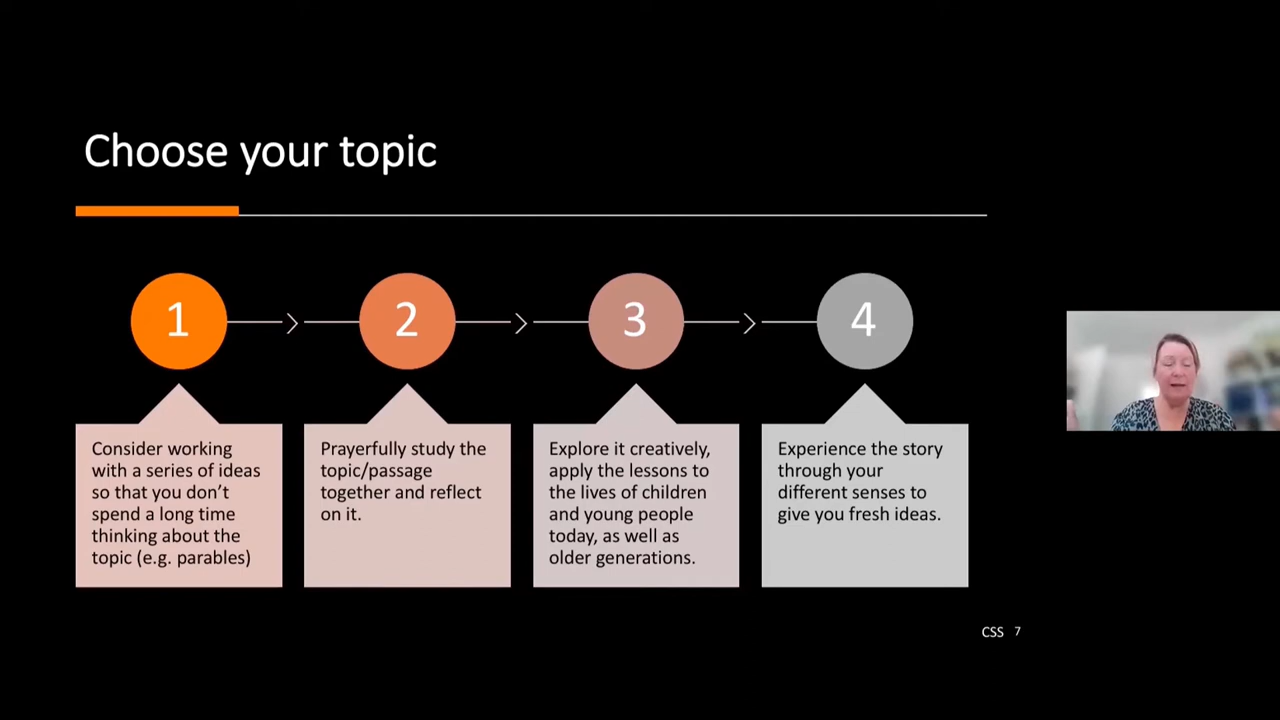 Choose your topic
1
2
3
4
Consider working
with a series of ideas
so that you don’t
spend a long time
thinking about the
topic (e.g. parables)
Prayerfully study the
topic/passage
together and reflect
on it.
Explore it creatively,
apply the lessons to
the lives of children
and young people
today, as well as
older generations.
Experience the story
through your
different senses to
give you fresh ideas.
CSS 7